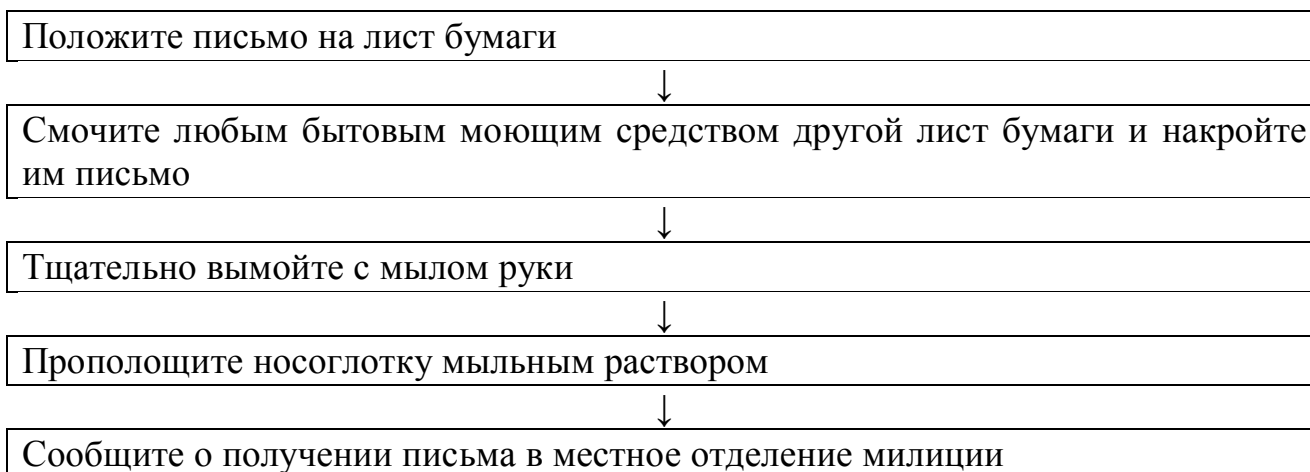 Положите письмо на лист бумаги
↓
Смочите любым бытовым моющим средством другой лист бумаги и накройте
им письмо
↓
Тщательно вымойте с мылом руки
↓
Прополощите носоглотку мыльным раствором
↓
Сообщите о получении письма в местное отделение милиции